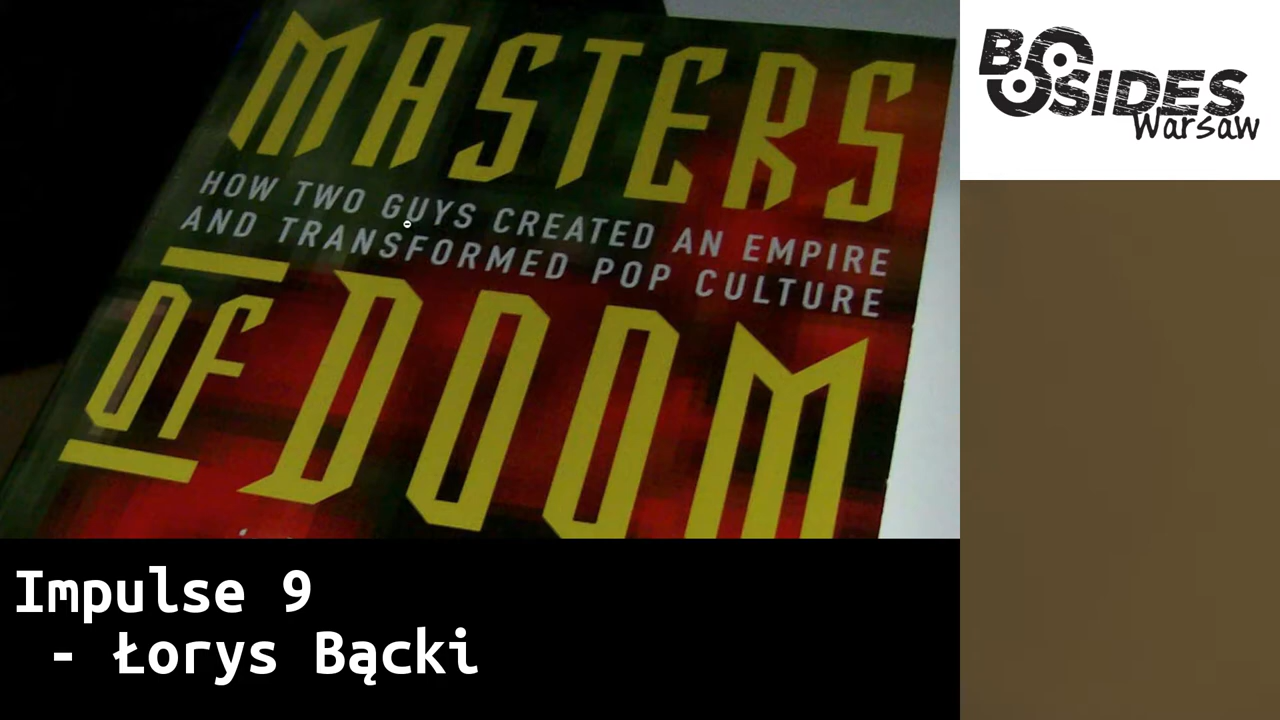 MASTERS
HOW TWO GUYS CREATED AN EMPIRE
AND TRANSFORMED POP CULTURE
OF DOOM
BSIDES
Warsaw
Impulse 9
- Łorys Bącki